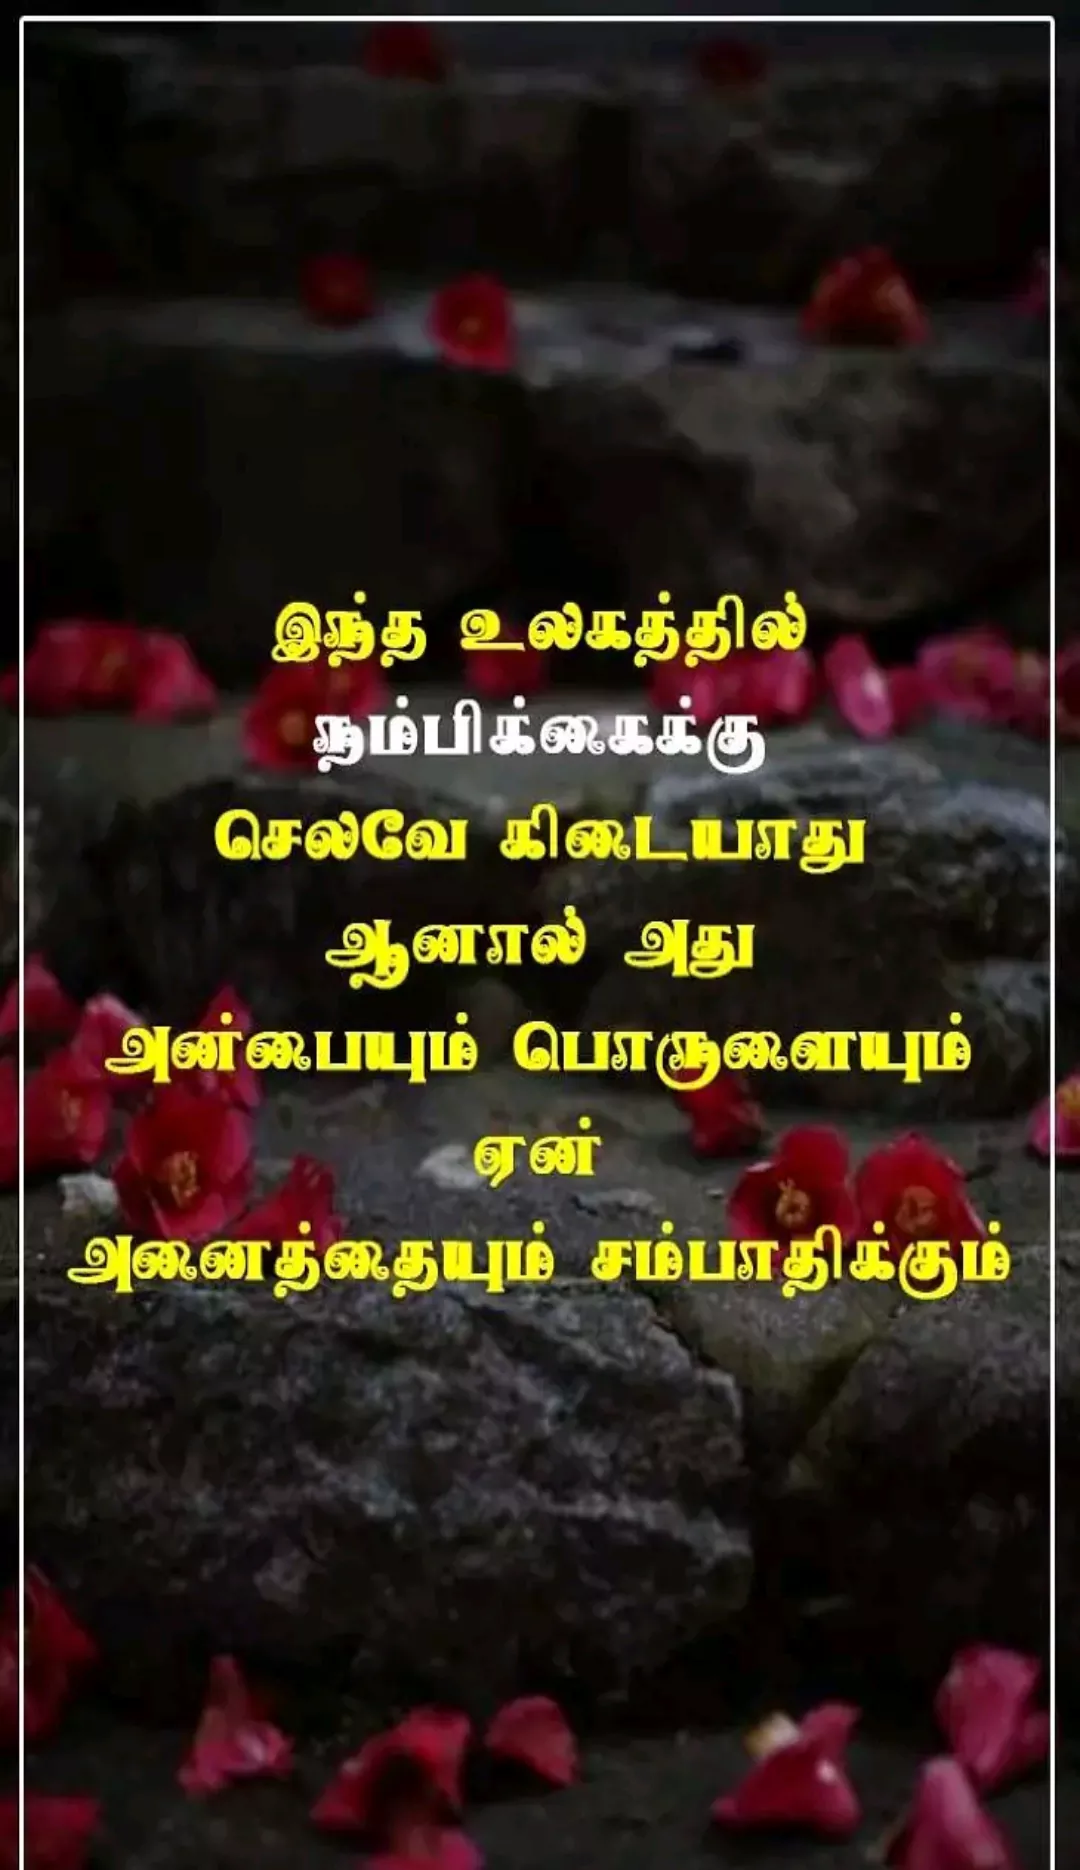 இந்த உலகத்தில்
நம்பிக்கைக்கு
செலவே கிடையாது
ஆனால் அது
அன்பையும் பொருளையும்
ஏன்
அனைத்தையும் சம்பாதிக்கும்